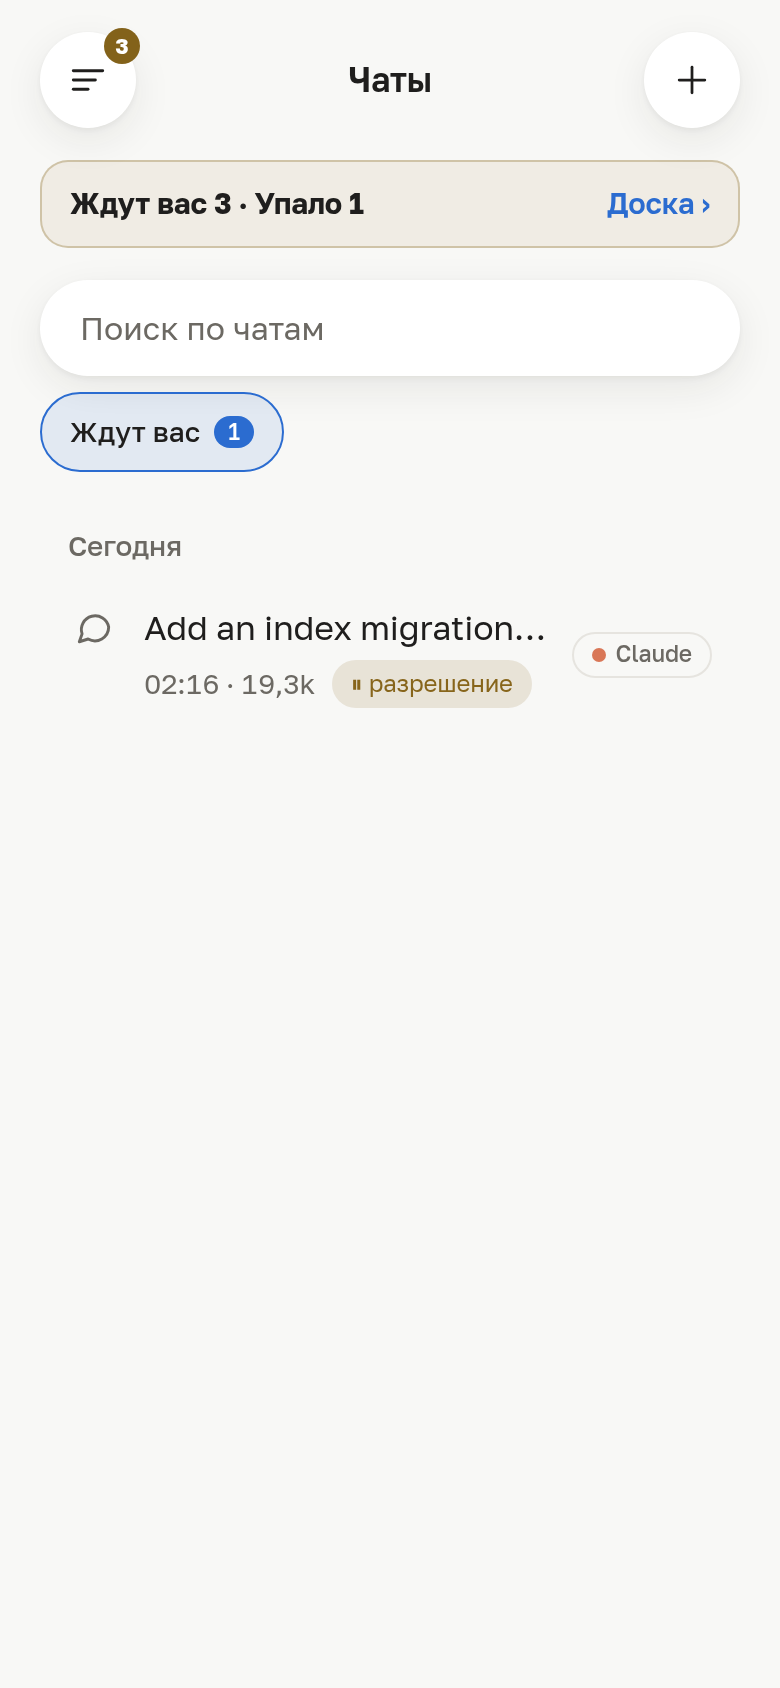 3
Чаты
Ждут вас 3 · Упало 1
Доска ›
Поиск по чатам
Ждут вас 1
Сегодня
Add an index migration…
Claude
02:16 · 19,3k
разрешение